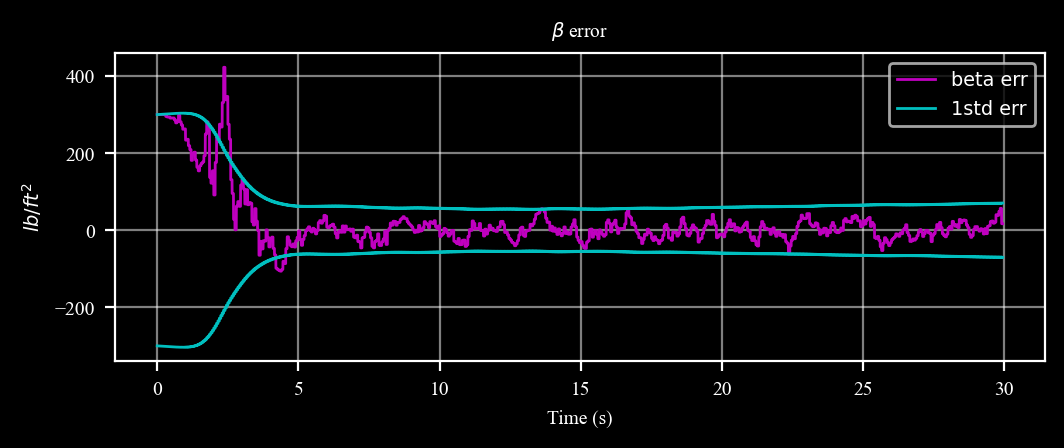 β error
beta err
1std err
400
200
0
−200
lb/ft²
0 5 10 15 20 25 30
Time (s)